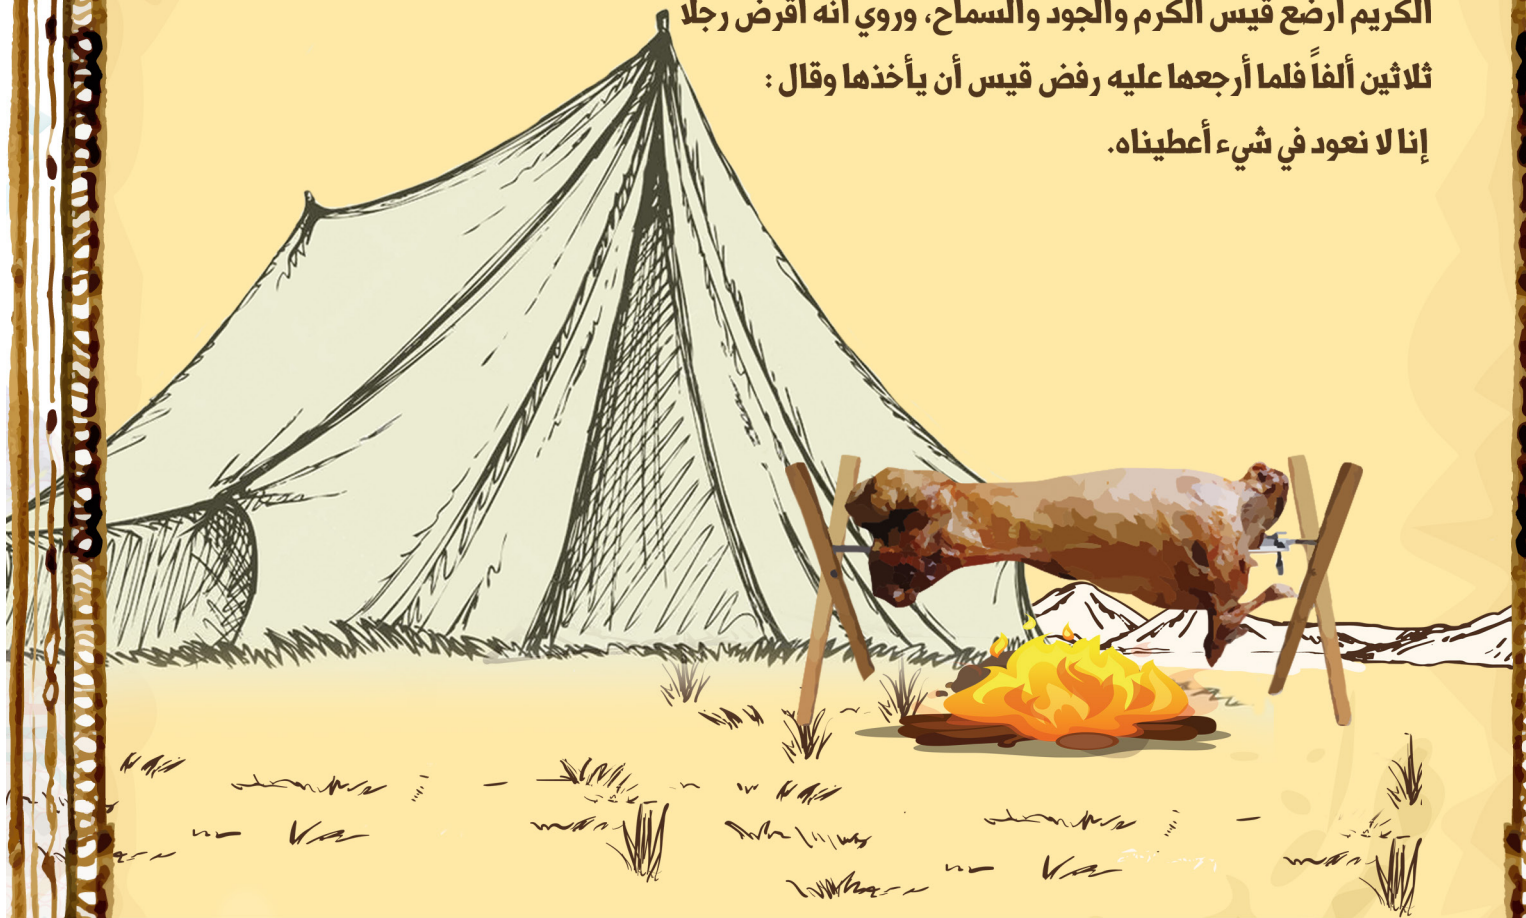 الكريم أرضع قيس الكرم والجود والسماح، وروي أنه أقرض رجلا
ثلاثين ألفاً فلما أرجعها عليه رفض قيس أن يأخذها وقال :
إنا لا نعود في شيء أعطيناه.